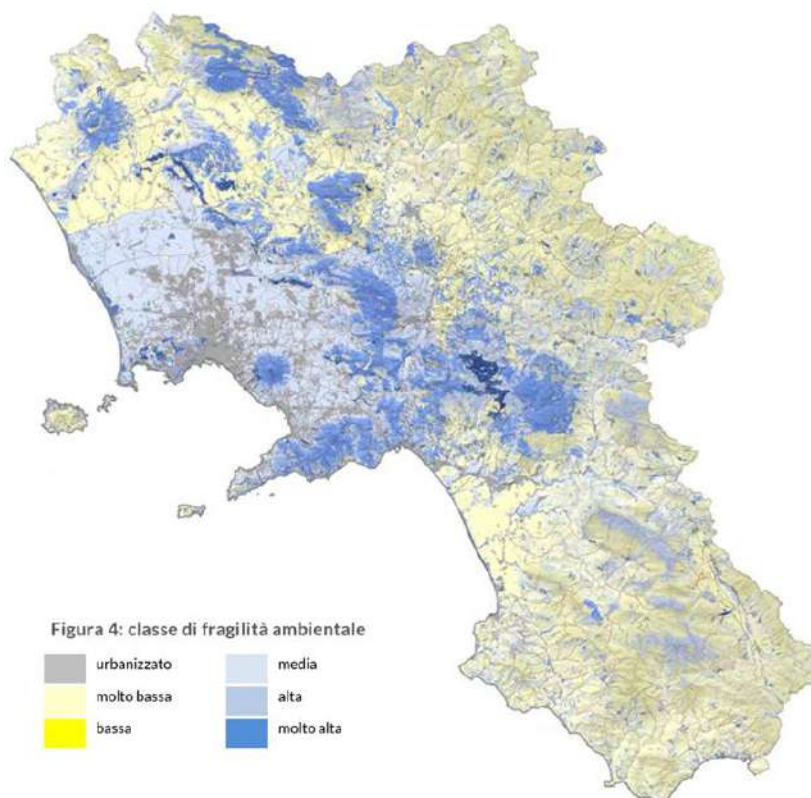 Figura 4: classe di fragilità ambientale
urbanizzato
molto bassa
bassa
media
alta
molto alta